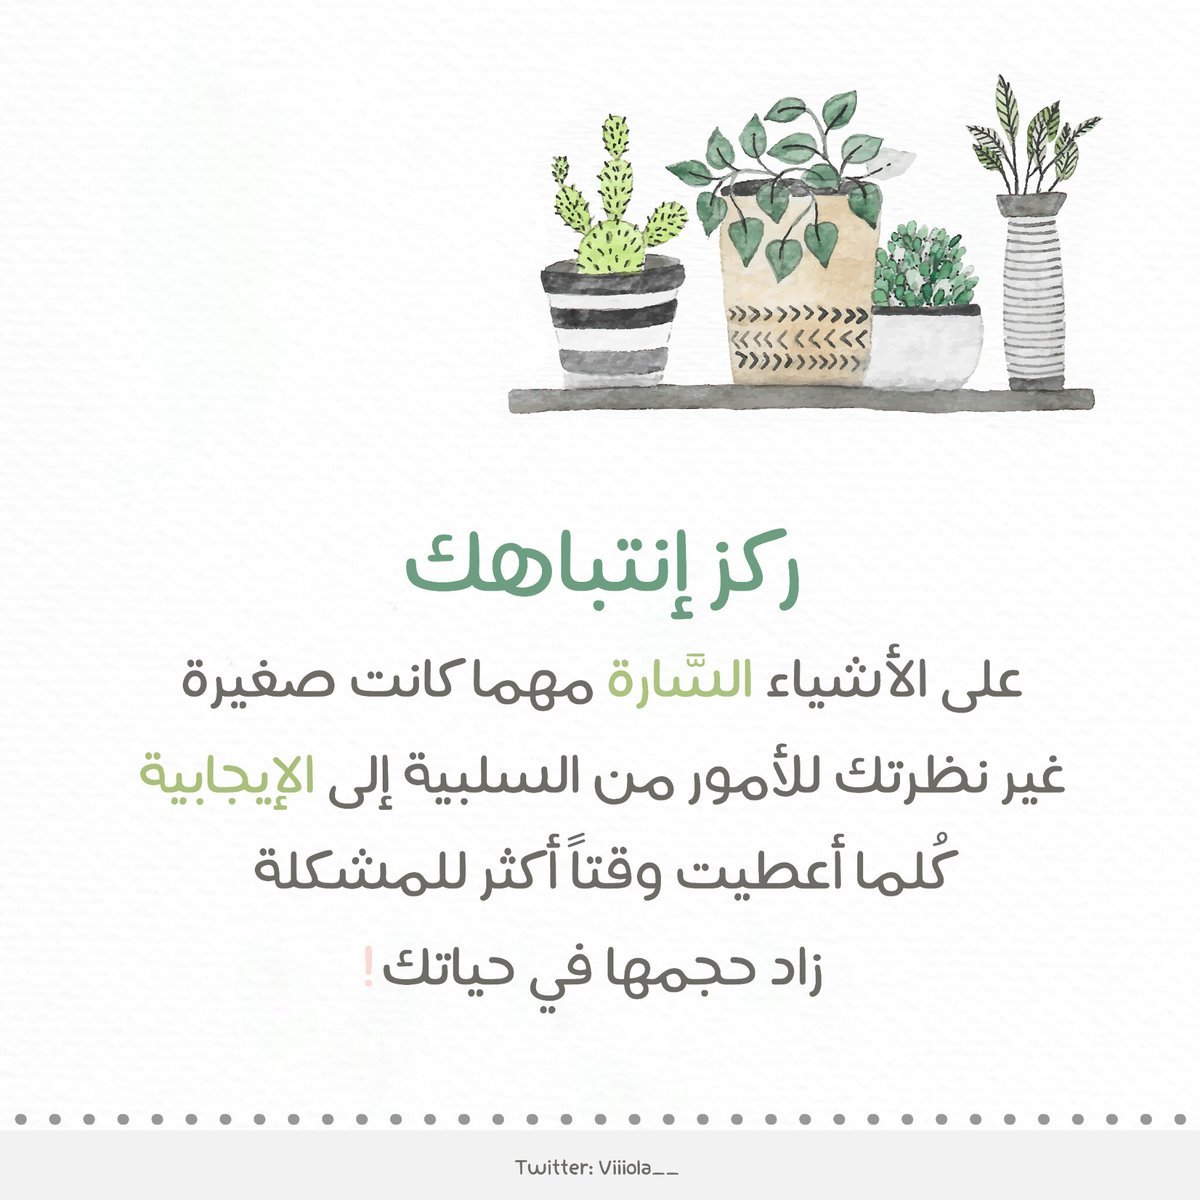 ركز إنتباهك
على الأشياء السَّارة مهما كانت صغيرة
غير نظرتك للأمور من السلبية إلى الإيجابية
كُلما أعطيت وقتاً أكثر للمشكلة
زاد حجمها في حياتك!
Twitter: Viiiola__